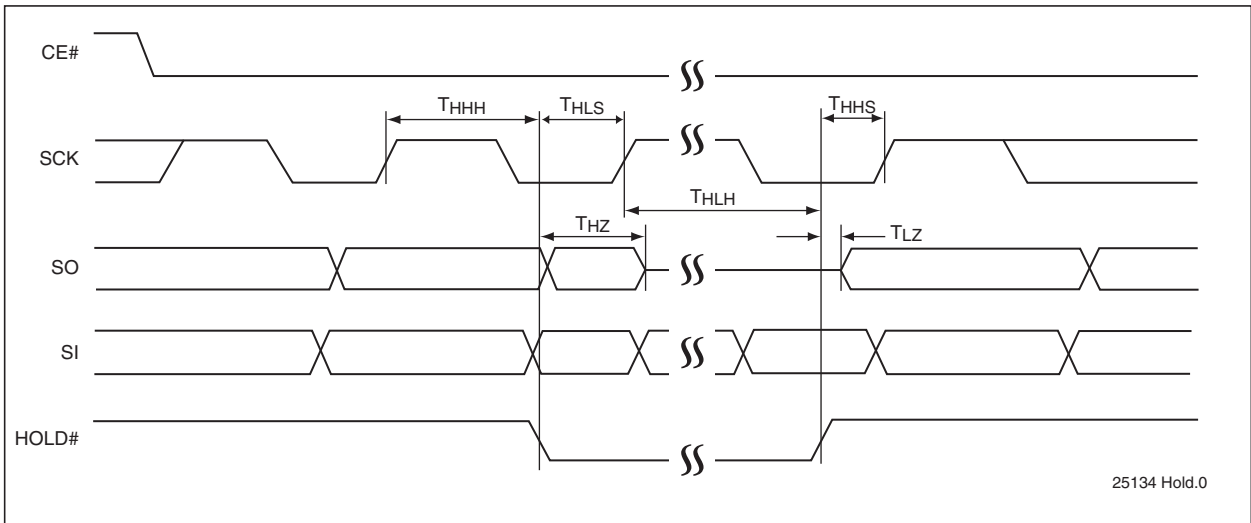 CE#
THHH
THLS
THHS
SCK
THLH
THZ
TLZ
SO
SI
HOLD#
25134 Hold.0